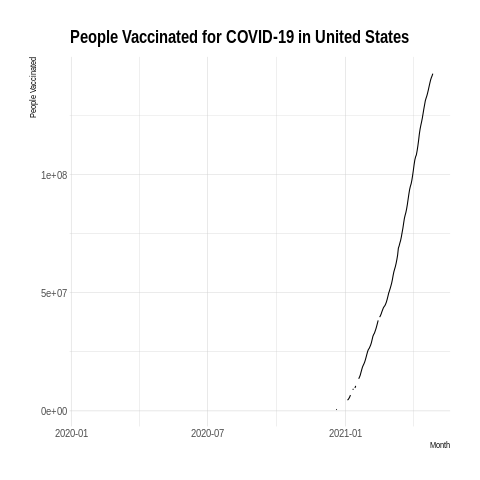 People Vaccinated for COVID-19 in United States
People Vaccinated
1e+08
5e+07
0e+00
2020-01
2020-07
2021-01
Month